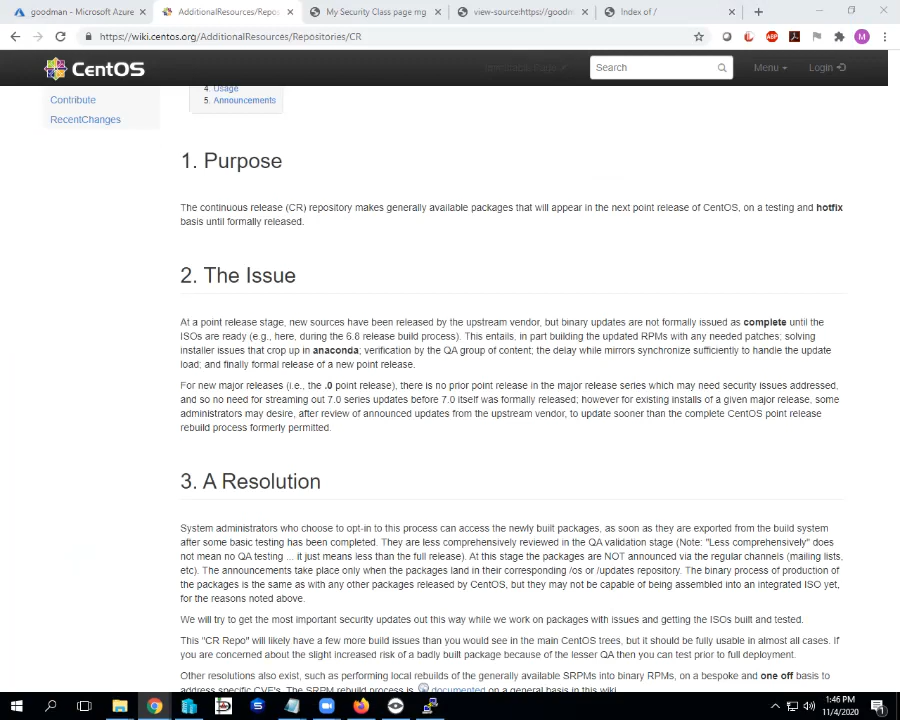 goodman - Microsoft Azure
AdditionalResources/Repos
My Security Class page mg
view-source:https://goodm
Index of /
https://wiki.centos.org/AdditionalResources/Repositories/CR
M
ABP
CentOS
Search
Menu
Login
Contribute
RecentChanges
4. Usage
5. Announcements
1. Purpose
The continuous release (CR) repository makes generally available packages that will appear in the next point release of CentOS, on a testing and hotfix
basis until formally released.
2. The Issue
At a point release stage, new sources have been released by the upstream vendor, but binary updates are not formally issued as complete until the
ISOs are ready (e.g., here, during the 6.8 release build process). This entails, in part building the updated RPMs with any needed patches; solving
installer issues that crop up in anaconda; verification by the QA group of content; the delay while mirrors synchronize sufficiently to handle the update
load; and finally formal release of a new point release.
For new major releases (i.e., the .0 point release), there is no prior point release in the major release series which may need security issues addressed,
and so no need for streaming out 7.0 series updates before 7.0 itself was formally released; however for existing installs of a given major release, some
administrators may desire, after review of announced updates from the upstream vendor, to update sooner than the complete CentOS point release
rebuild process formerly permitted.
3. A Resolution
System administrators who choose to opt-in to this process can access the newly built packages, as soon as they are exported from the build system
after some basic testing has been completed. They are less comprehensively reviewed in the QA validation stage (Note: "Less comprehensively" does
not mean no QA testing ... it just means less than the full release). At this stage the packages are NOT announced via the regular channels (mailing lists,
etc). The announcements take place only when the packages land in their corresponding /os or /updates repository. The binary process of production of
the packages is the same as with any other packages released by CentOS, but they may not be capable of being assembled into an integrated ISO yet,
for the reasons noted above.
We will try to get the most important security updates out this way while we work on packages with issues and getting the ISOs built and tested.
This "CR Repo" will likely have a few more build issues than you would see in the main CentOS trees, but it should be fully usable in almost all cases. If
you are concerned about the slight increased risk of a badly built package because of the lesser QA then you can test prior to full deployment.
Other resolutions also exist, such as performing local rebuilds of the generally available SRPMs into binary RPMs, on a bespoke and one off basis to
address specific CVE's. The SRPM rebuild process is documented on a general basis in this wiki.
1:46 PM
11/4/2020